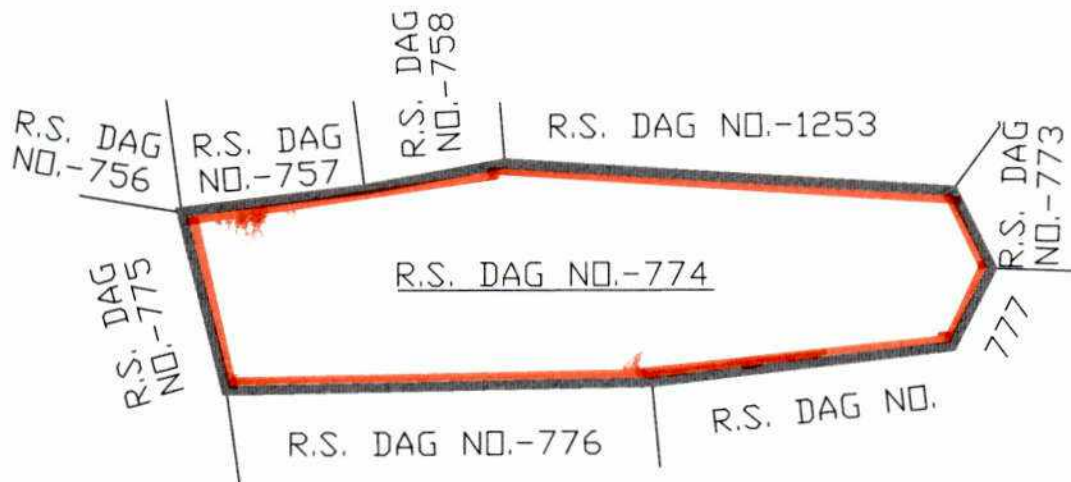 R.S. DAG
NO.-756
R.S. DAG
NO.-757
R.S. DAG
NO.-758
R.S. DAG NO.-1253
R.S. DAG
NO.-773
R.S. DAG
NO.-775
R.S. DAG NO.-774
777
R.S. DAG NO.
R.S. DAG NO.-776